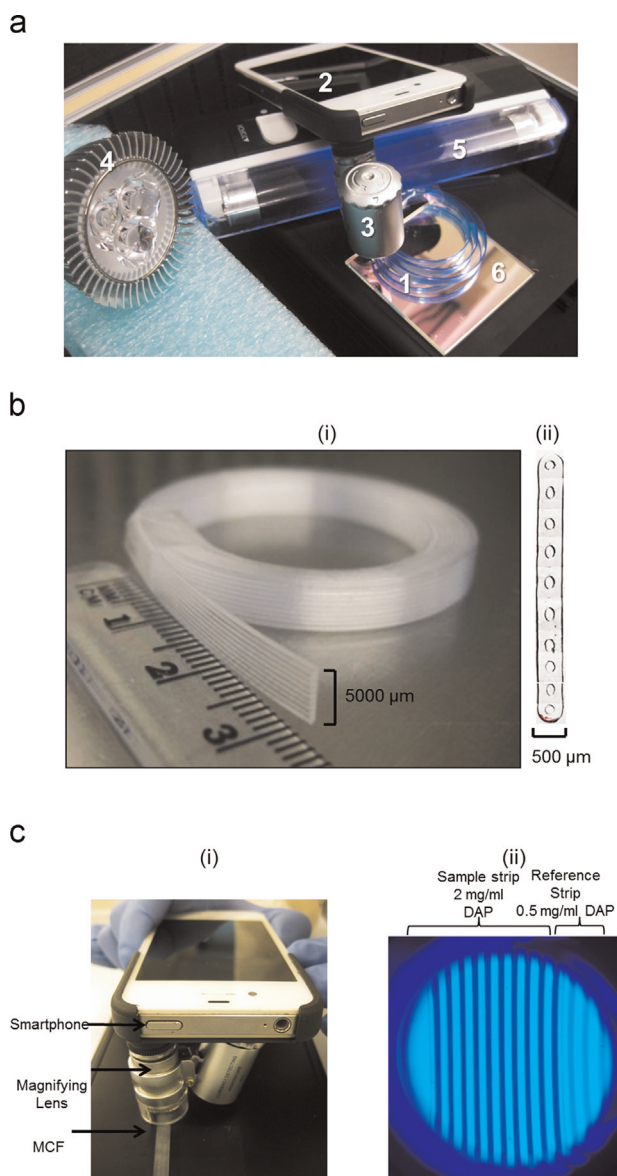 a
2
4
5
3
1
6
b
(i)
(ii)
MM
CM
1
2
3
5000 µm
500 µm
c
(i)
(ii)
Sample strip
2 mg/ml
DAP
Reference
Strip
0.5 mg/ml DAP
Smartphone
Magnifying
Lens
MCF